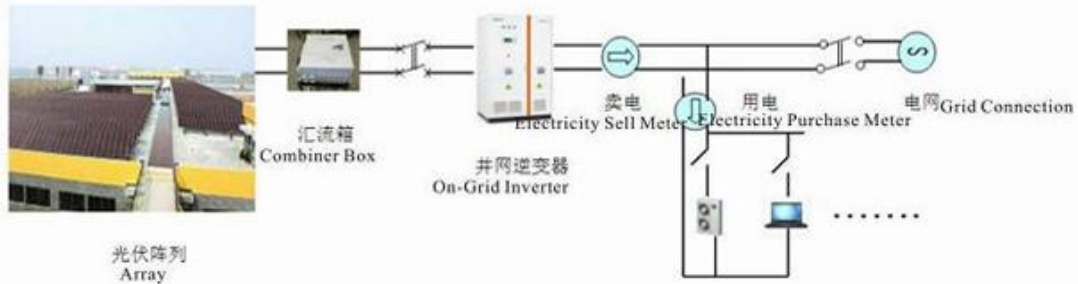 卖电
用电
电网
Grid Connection
Electricity Sell Meter
Electricity Purchase Meter
汇流箱
Combiner Box
并网逆变器
On-Grid Inverter
光伏阵列
Array